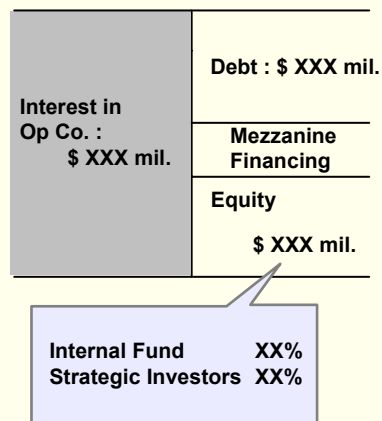 Interest in
Op Co. :
$ XXX mil.
Debt : $ XXX mil.
Mezzanine
Financing
Equity
$ XXX mil.
Internal Fund XX%
Strategic Investors XX%